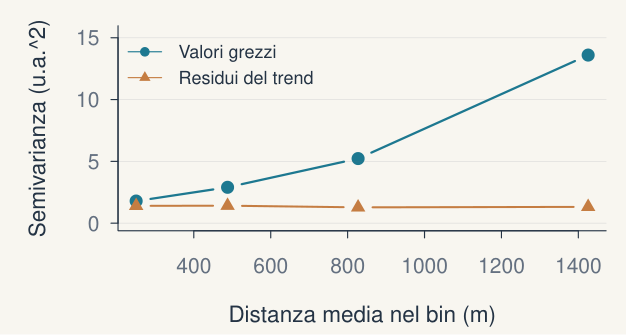 Semivarianza (u.a.^2)
15
10
5
0
Valori grezzi
Residui del trend
400 600 800 1000 1200 1400
Distanza media nel bin (m)